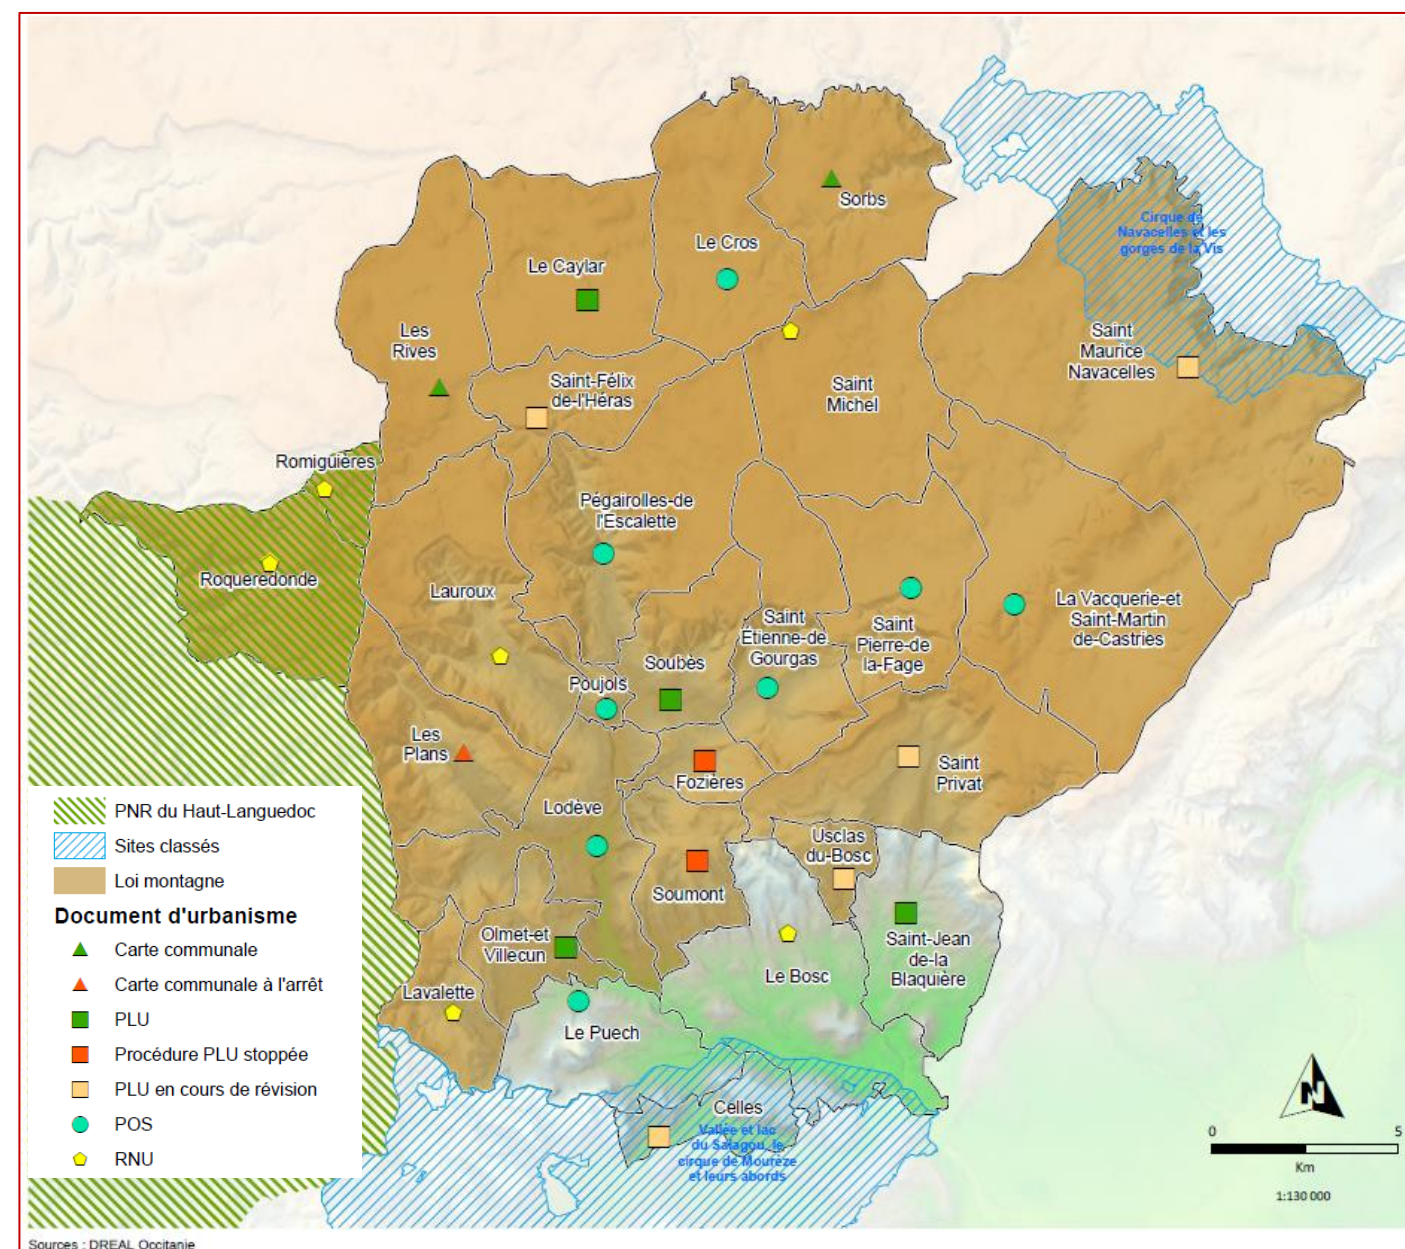 Sorbs
Cirque de
Navacelles et les
gorges de la Vis
Le Cros
Le Caylar
Les
Rives
Saint
Maurice
Navacelles
Saint-Félix
de-l'Héras
Saint
Michel
Romiguières
Pégairolles-de
l'Escalette
Roqueredonde
Lauroux
La Vacquerie-et
Saint-Martin
de-Castries
Saint
Étienne-de
Gourgas
Saint
Pierre-de
la-Fage
Soubès
Poujols
Les
Plans
Fozières
Saint
Privat
Lodève
Usclas
du-Bosc
Soumont
Olmet-et
Villecun
Saint-Jean
de-la
Blaquière
Le Bosc
Lavalette
Le Puech
Celles
Vallée et lac
du Salagou, le
cirque de Mourèze
et leurs abords
PNR du Haut-Languedoc
Sites classés
Loi montagne
Document d'urbanisme
Carte communale
Carte communale à l'arrêt
PLU
Procédure PLU stoppée
PLU en cours de révision
POS
RNU
N
0 5
Km
1:130 000
Sources : DREAL Occitanie